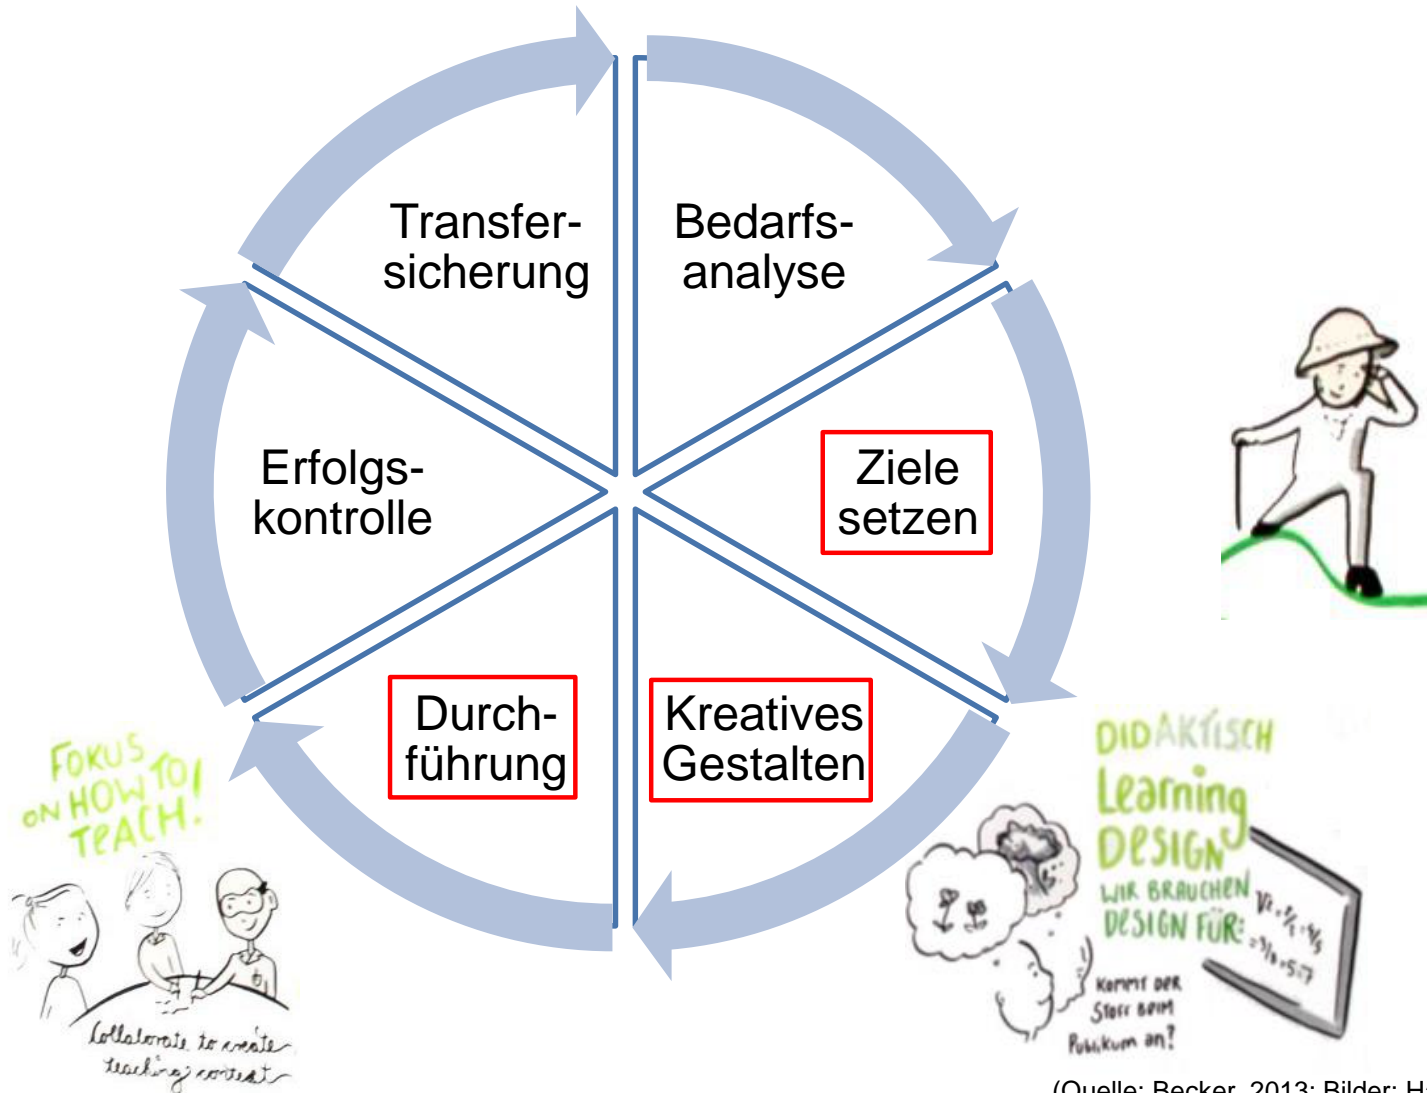 Transfer-
sicherung
Bedarfs-
analyse
Erfolgs-
kontrolle
Ziele
setzen
Durch-
führung
Kreatives
Gestalten
FOKUS
ON HOW TO
TEACH!
Collaborate to create
teaching content
DIDAKTISCH
Learning
DESIGN
WIR BRAUCHEN
DESIGN FÜR:
KOMMT DER
STOFF BEIM
PUBLIKUM an?
(Quelle: Becker, 2013; Bilder: H